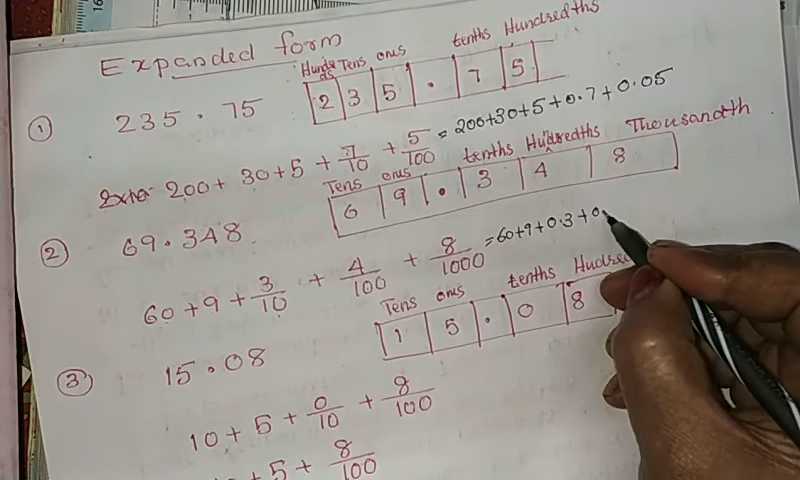 Expanded form
Hundreds Tens ones tenths Hundredths
① 235.75 2 3 5 . 7 5
200 + 30 + 5 + 7/10 + 5/100 = 200+30+5+0.7+0.05
Tens ones tenths Hundredths Thousandth
② 69.348 6 9 . 3 4 8
60 + 9 + 3/10 + 4/100 + 8/1000 = 60+9+0.3+0
Tens ones tenths Hudre
③ 15.08 1 5 . 0 8
10 + 5 + 0/10 + 8/100
+ 5 + 8/100